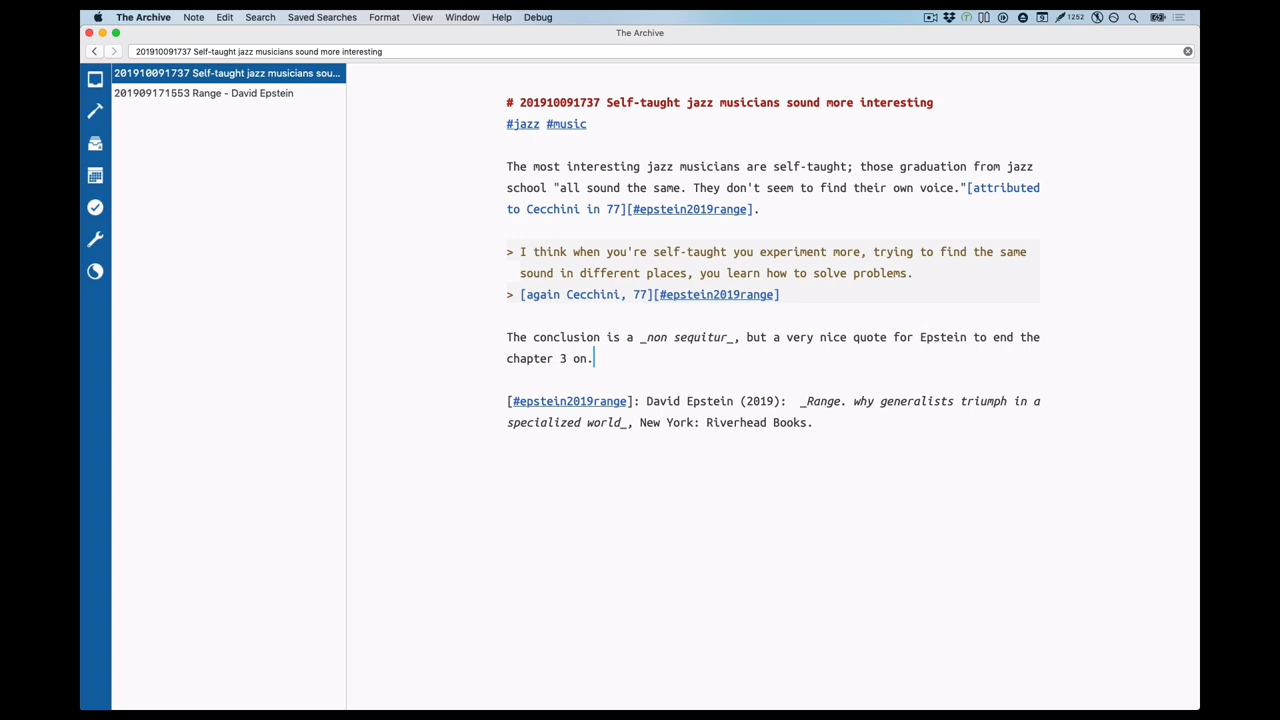 The Archive Note Edit Search Saved Searches Format View Window Help Debug 1252
The Archive
201910091737 Self-taught jazz musicians sound more interesting
201910091737 Self-taught jazz musicians sou...
201909171553 Range - David Epstein
# 201910091737 Self-taught jazz musicians sound more interesting
#jazz #music
The most interesting jazz musicians are self-taught; those graduation from jazz
school "all sound the same. They don't seem to find their own voice."[attributed
to Cecchini in 77][#epstein2019range].
> I think when you're self-taught you experiment more, trying to find the same
sound in different places, you learn how to solve problems.
> [again Cecchini, 77][#epstein2019range]
The conclusion is a _non sequitur_, but a very nice quote for Epstein to end the
chapter 3 on.
[#epstein2019range]: David Epstein (2019):  _Range. why generalists triumph in a
specialized world_, New York: Riverhead Books.